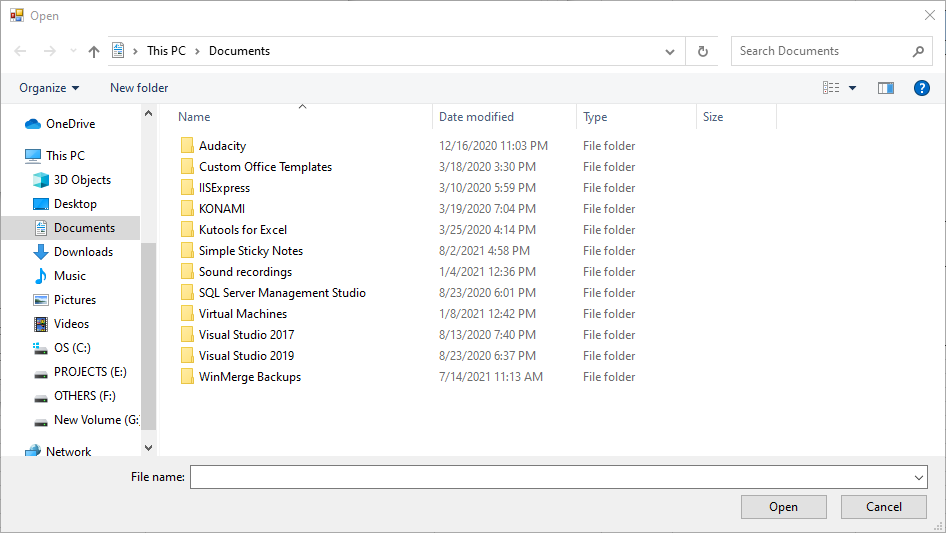 Open
This PC > Documents
Search Documents
Organize
New folder
OneDrive
This PC
3D Objects
Desktop
Documents
Downloads
Music
Pictures
Videos
OS (C:)
PROJECTS (E:)
OTHERS (F:)
New Volume (G:
Network
Name Date modified Type Size
Audacity 12/16/2020 11:03 PM File folder
Custom Office Templates 3/18/2020 3:30 PM File folder
IISExpress 3/10/2020 5:59 PM File folder
KONAMI 3/19/2020 7:04 PM File folder
Kutools for Excel 3/25/2020 4:14 PM File folder
Simple Sticky Notes 8/2/2021 4:58 PM File folder
Sound recordings 1/4/2021 12:36 PM File folder
SQL Server Management Studio 8/23/2020 6:01 PM File folder
Virtual Machines 1/8/2021 12:42 PM File folder
Visual Studio 2017 8/13/2020 7:40 PM File folder
Visual Studio 2019 8/23/2020 6:37 PM File folder
WinMerge Backups 7/14/2021 11:13 AM File folder
File name:
Open
Cancel